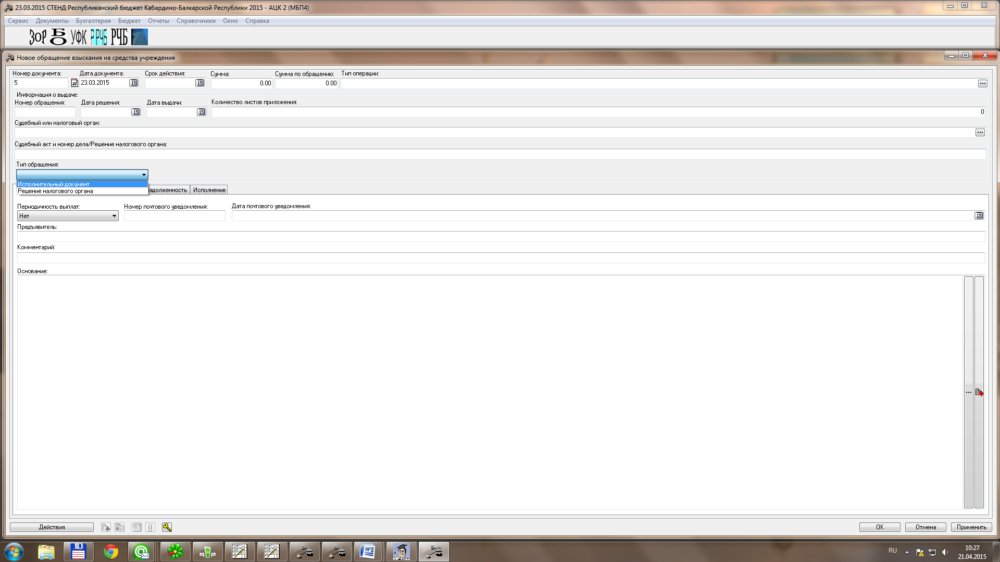 23.03.2015 СТЕНД Республиканский бюджет Кабардино-Балкарской Республики 2015 - АЦК 2 (МБП4)
Сервис Документы Бухгалтерия Бюджет Отчеты Справочники Окно Справка
ЗОР Б О УФК РРЧБ РЧБ
Новое обращение взыскания на средства учреждения
Номер документа: Дата документа: Срок действия: Сумма: Сумма по обращению: Тип операции:
5 23.03.2015 15 15 0.00 0.00 ...
Информация о выдаче:
Номер обращения: Дата решения: Дата выдачи: Количество листов приложения:
15 15 0
Судебный или налоговый орган:
...
Судебный акт и номер дела/Решение налогового органа:
Тип обращения:
Исполнительный документ
Решение налогового органа
адолженность Исполнение
Периодичность выплат: Номер почтового уведомления: Дата почтового уведомления:
Нет 15
Предъявитель:
Комментарий:
Основание:
...
Действия OK Отмена Применить
RU 10:27
21.04.2015